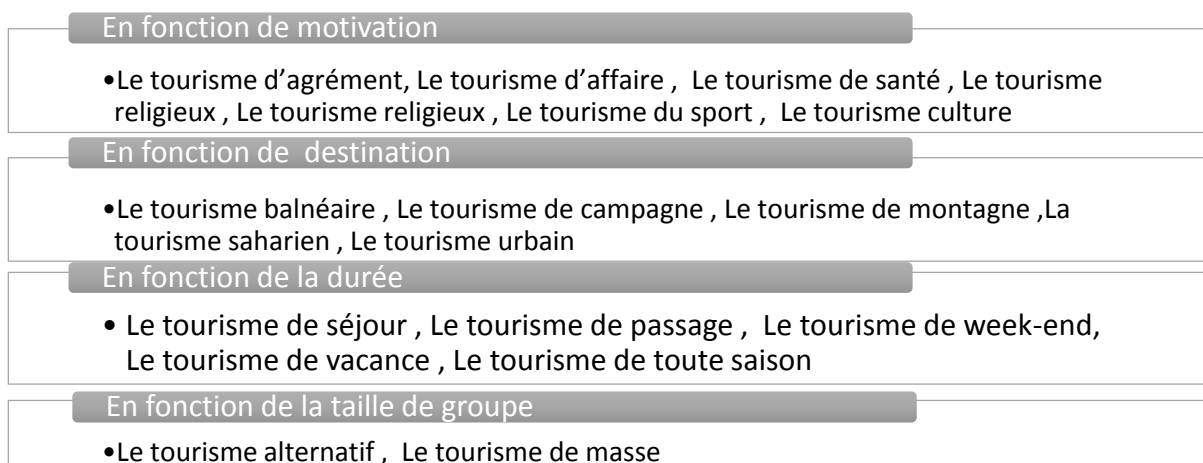 En fonction de motivation
•Le tourisme d’agrément, Le tourisme d’affaire , Le tourisme de santé , Le tourisme
religieux , Le tourisme religieux , Le tourisme du sport , Le tourisme culture
En fonction de destination
•Le tourisme balnéaire , Le tourisme de campagne , Le tourisme de montagne ,La
tourisme saharien , Le tourisme urbain
En fonction de la durée
• Le tourisme de séjour , Le tourisme de passage , Le tourisme de week-end,
Le tourisme de vacance , Le tourisme de toute saison
En fonction de la taille de groupe
•Le tourisme alternatif , Le tourisme de masse